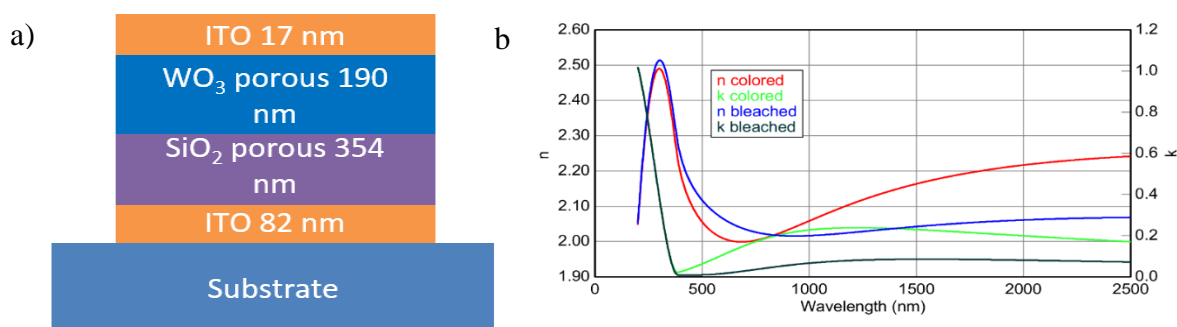 a)
ITO 17 nm
WO₃ porous 190
nm
SiO₂ porous 354
nm
ITO 82 nm
Substrate
b
2.60
2.50
2.40
2.30
2.20
2.10
2.00
1.90
n
n colored
k colored
n bleached
k bleached
1.2
1.0
0.8
0.6
0.4
0.2
0.0
k
0
500
1000
1500
2000
2500
Wavelength (nm)